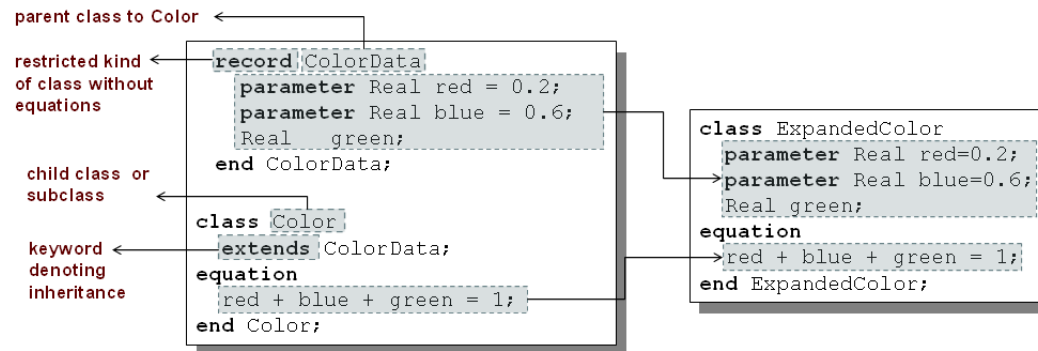 parent class to Color
restricted kind
of class without
equations
child class or
subclass
keyword
denoting
inheritance
record ColorData
parameter Real red = 0.2;
parameter Real blue = 0.6;
Real green;
end ColorData;
class Color
extends ColorData;
equation
red + blue + green = 1;
end Color;
class ExpandedColor
parameter Real red=0.2;
parameter Real blue=0.6;
Real green;
equation
red + blue + green = 1;
end ExpandedColor;